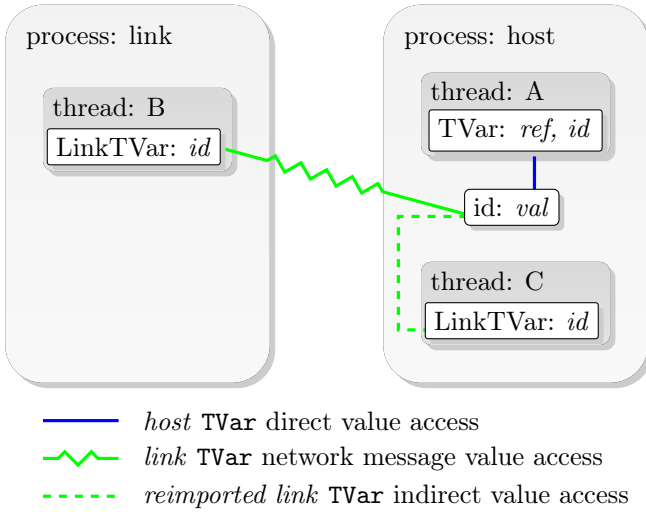 process: link
thread: B
LinkTVar: id
process: host
thread: A
TVar: ref, id
id: val
thread: C
LinkTVar: id
host TVar direct value access
link TVar network message value access
reimported link TVar indirect value access